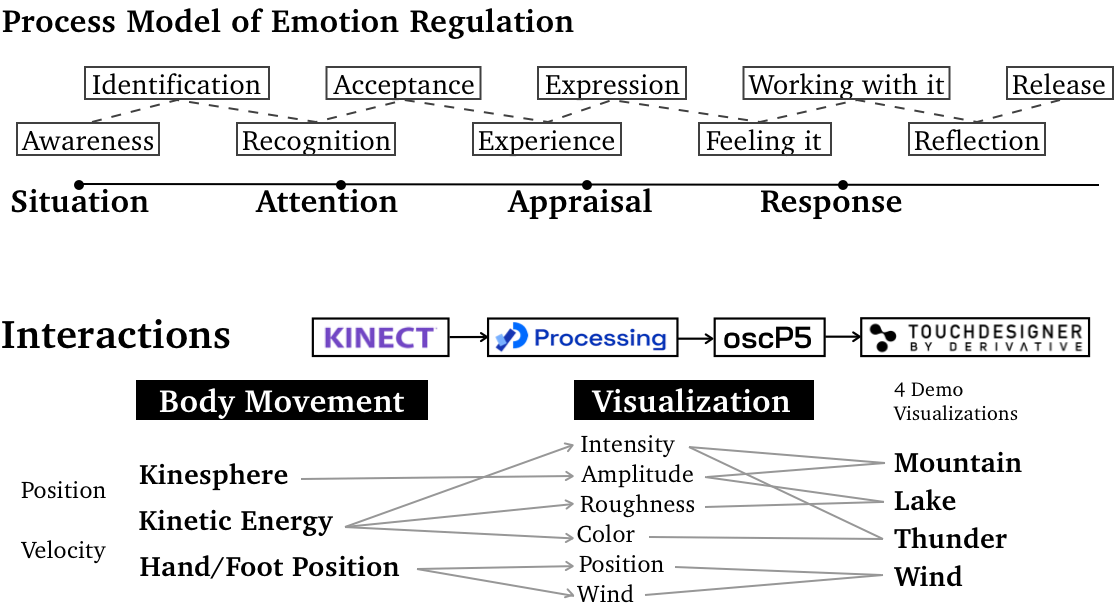 Process Model of Emotion Regulation
Identification Acceptance Expression Working with it Release
Awareness Recognition Experience Feeling it Reflection
Situation Attention Appraisal Response
Interactions KINECT Processing oscP5 TOUCHDESIGNER
BY DERIVATIVE
Body Movement Visualization 4 Demo
Visualizations
Intensity
Mountain
Kinesphere Amplitude
Position
Roughness Lake
Kinetic Energy
Color Thunder
Velocity
Hand/Foot Position Position
Wind
Wind